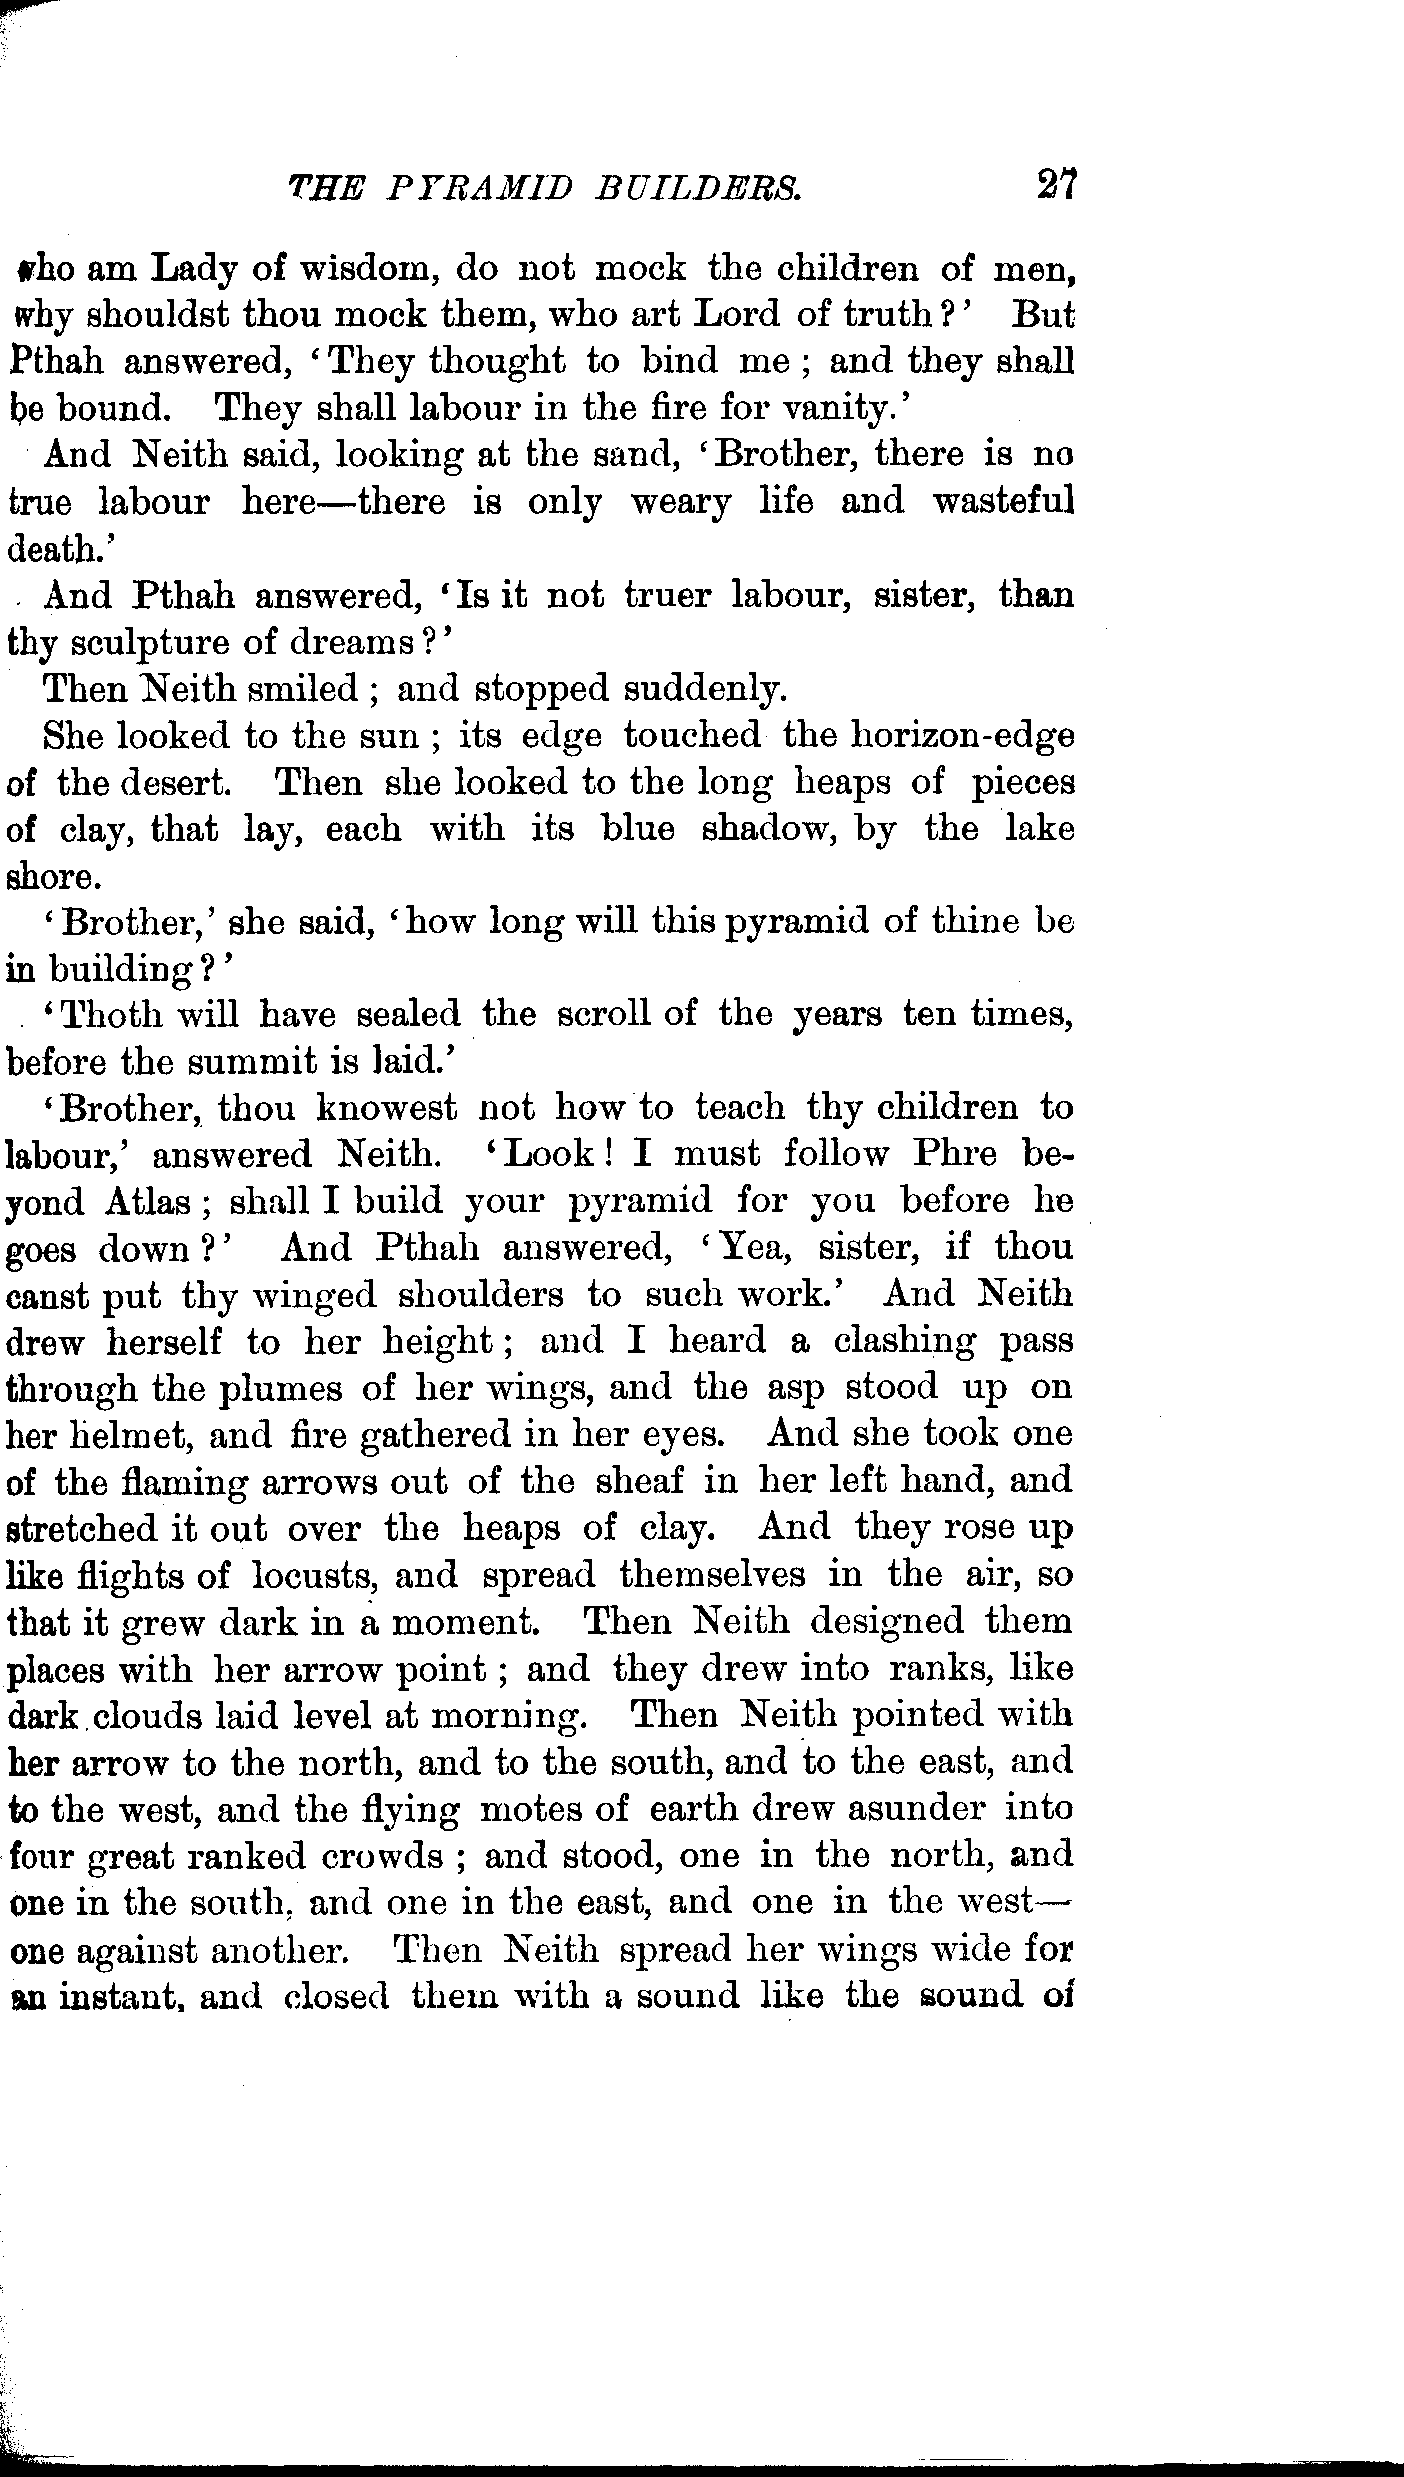 THE PYRAMID BUILDERS. 27
who am Lady of wisdom, do not mock the children of men,
why shouldst thou mock them, who art Lord of truth?' But
Pthah answered, 'They thought to bind me; and they shall
be bound. They shall labour in the fire for vanity.'
And Neith said, looking at the sand, 'Brother, there is no
true labour here—there is only weary life and wasteful
death.'
And Pthah answered, 'Is it not truer labour, sister, than
thy sculpture of dreams?'
Then Neith smiled; and stopped suddenly.
She looked to the sun; its edge touched the horizon-edge
of the desert. Then she looked to the long heaps of pieces
of clay, that lay, each with its blue shadow, by the lake
shore.
'Brother,' she said, 'how long will this pyramid of thine be
in building?'
'Thoth will have sealed the scroll of the years ten times,
before the summit is laid.'
'Brother, thou knowest not how to teach thy children to
labour,' answered Neith. 'Look! I must follow Phre be-
yond Atlas; shall I build your pyramid for you before he
goes down?' And Pthah answered, 'Yea, sister, if thou
canst put thy winged shoulders to such work.' And Neith
drew herself to her height; and I heard a clashing pass
through the plumes of her wings, and the asp stood up on
her helmet, and fire gathered in her eyes. And she took one
of the flaming arrows out of the sheaf in her left hand, and
stretched it out over the heaps of clay. And they rose up
like flights of locusts, and spread themselves in the air, so
that it grew dark in a moment. Then Neith designed them
places with her arrow point; and they drew into ranks, like
dark clouds laid level at morning. Then Neith pointed with
her arrow to the north, and to the south, and to the east, and
to the west, and the flying motes of earth drew asunder into
four great ranked crowds; and stood, one in the north, and
one in the south, and one in the east, and one in the west—
one against another. Then Neith spread her wings wide for
an instant, and closed them with a sound like the sound of